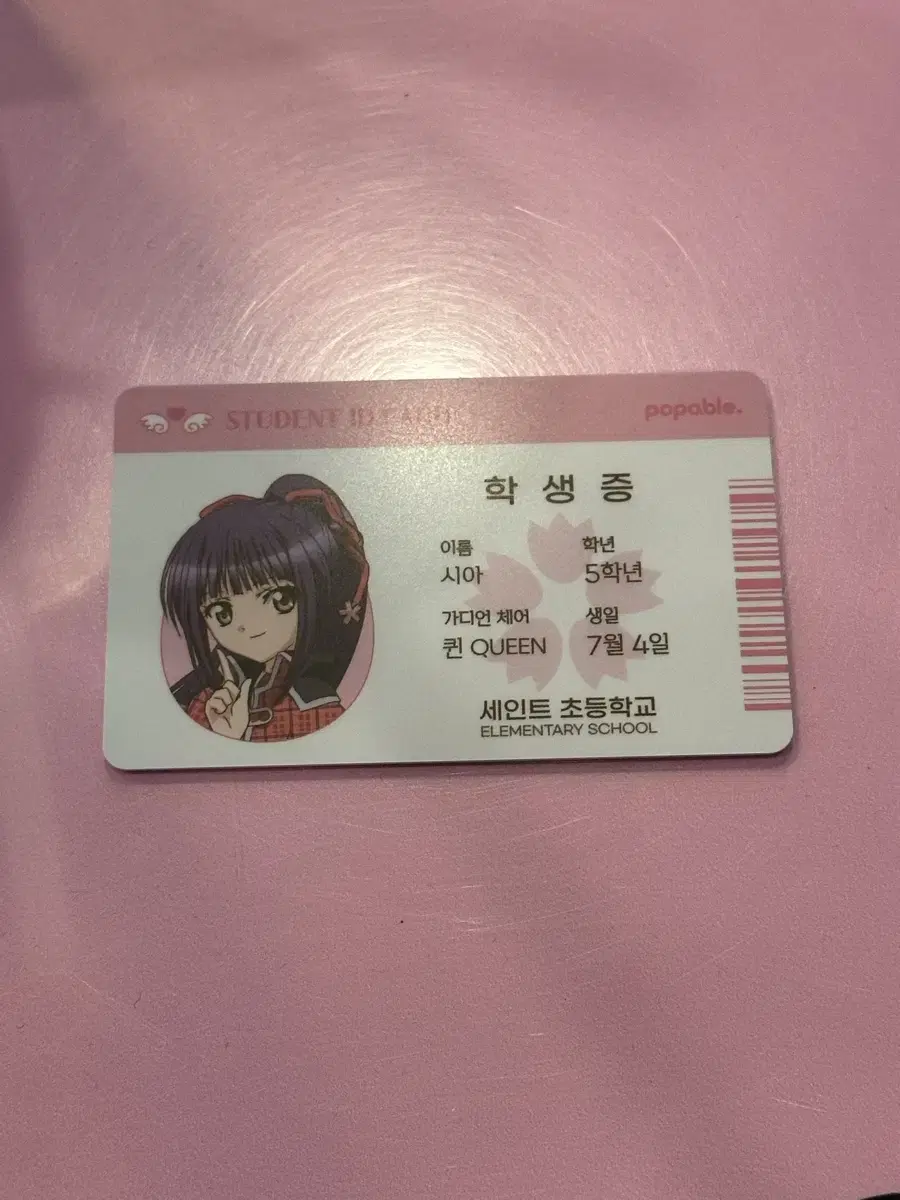 STUDENT ID CARD
popable.
학생증
이름
학년
시아
5학년
가디언 체어
생일
퀸 QUEEN
7월 4일
세인트 초등학교
ELEMENTARY SCHOOL